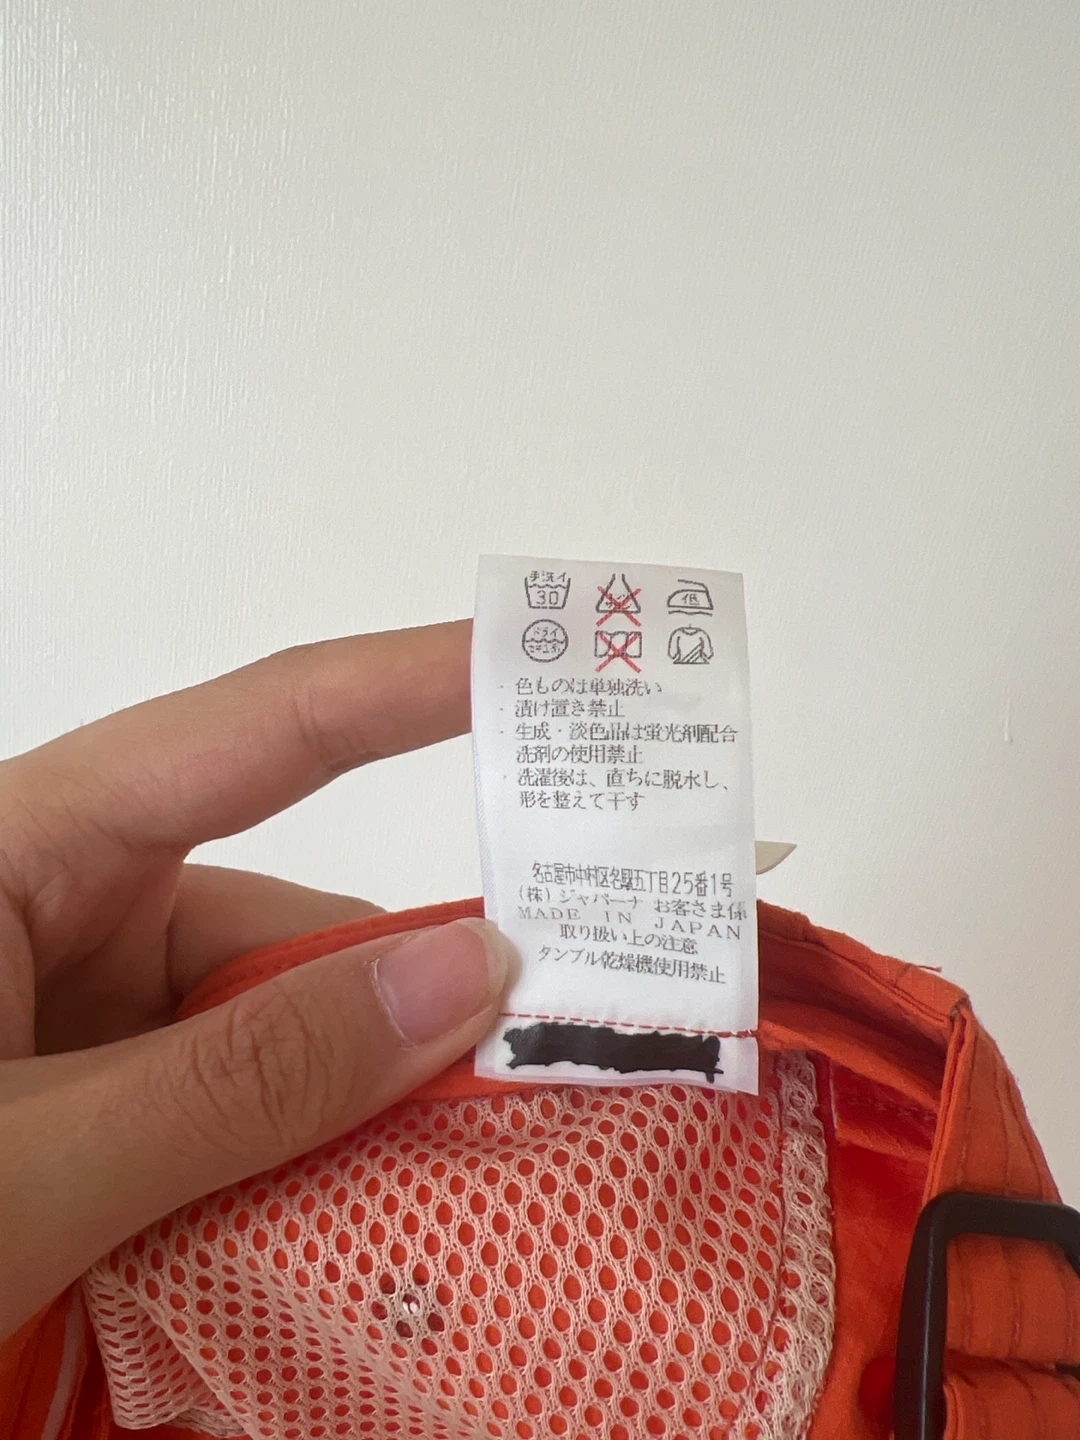 手洗イ 30 低
ドライ
・色ものは単独洗い
・漬け置き禁止
・生成・淡色品は蛍光剤配合
洗剤の使用禁止
・洗濯後は、直ちに脱水し、
形を整えて干す
名古屋市中村区名駅五丁目25番1号
(株)ジャパーナ お客さま係
MADE IN JAPAN
取り扱い上の注意
タンブル乾燥機使用禁止